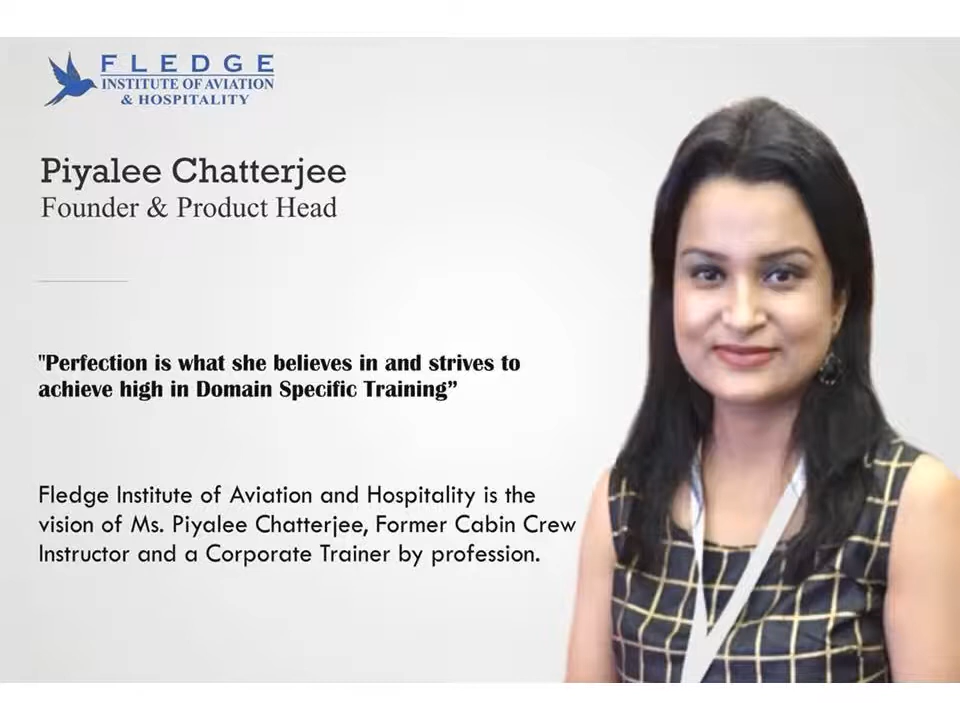 FLEDGE
INSTITUTE OF AVIATION
& HOSPITALITY
Piyalee Chatterjee
Founder & Product Head
"Perfection is what she believes in and strives to
achieve high in Domain Specific Training”
Fledge Institute of Aviation and Hospitality is the
vision of Ms. Piyalee Chatterjee, Former Cabin Crew
Instructor and a Corporate Trainer by profession.